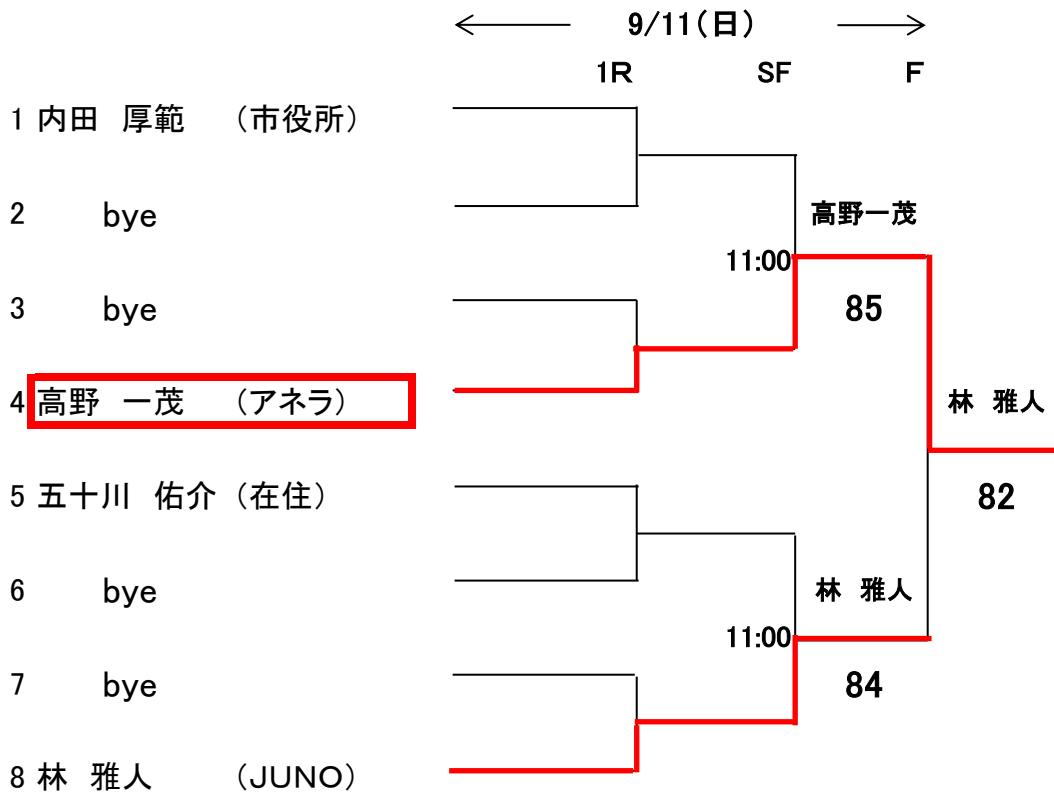 9/11(日)
1R SF F
1 内田 厚範 (市役所)
2 bye
高野一茂
11:00
3 bye
85
4 高野 一茂 (アネラ)
林 雅人
5 五十川 佑介 (在住)
82
6 bye
林 雅人
11:00
7 bye
84
8 林 雅人 (JUNO)